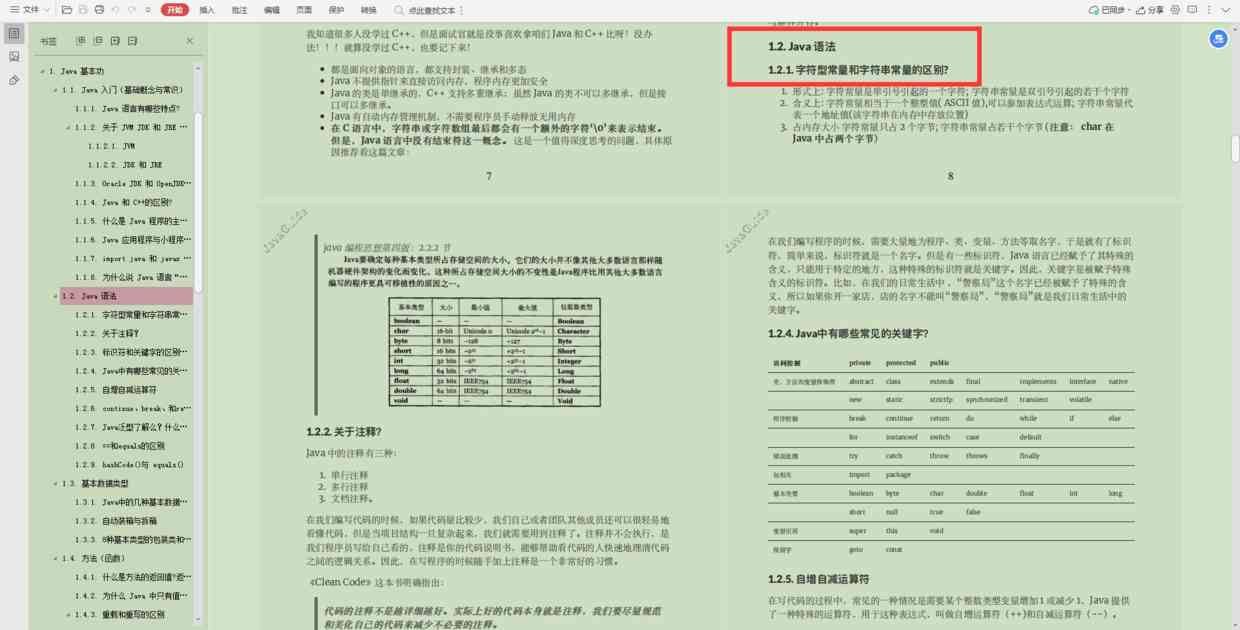 文件
开始
插入
批注
编辑
页面
保护
转换
点此查找文本
已同步
分享
书签
1. Java 基本功
1.1. Java 入门（基础概念与常识）
1.1.1. Java 语言有哪些特点?
1.1.2. 关于 JVM JDK 和 JRE …
1.1.2.1. JVM
1.1.2.2. JDK 和 JRE
1.1.3. Oracle JDK 和 OpenJDK…
1.1.4. Java 和 C++的区别?
1.1.5. 什么是 Java 程序的主…
1.1.6. Java 应用程序与小程序…
1.1.7. import java 和 javax …
1.1.8. 为什么说 Java 语言“…
1.2. Java 语法
1.2.1. 字符型常量和字符串常…
1.2.2. 关于注释?
1.2.3. 标识符和关键字的区别…
1.2.4. Java中有哪些常见的关…
1.2.5. 自增自减运算符
1.2.6. continue、break、和re…
1.2.7. Java泛型了解么？什么…
1.2.8. ==和equals的区别
1.2.9. hashCode()与 equals()
1.3. 基本数据类型
1.3.1. Java中的几种基本数据…
1.3.2. 自动装箱与拆箱
1.3.3. 8种基本类型的包装类和…
1.4. 方法（函数）
1.4.1. 什么是方法的返回值?返…
1.4.2. 为什么 Java 中只有值…
1.4.3. 重载和重写的区别
我知道很多人没学过 C++，但是面试官就是没事喜欢拿咱们 Java 和 C++ 比呀！没办
法！！！就算没学过 C++，也要记下来！
都是面向对象的语言，都支持封装、继承和多态
Java 不提供指针来直接访问内存，程序内存更加安全
Java 的类是单继承的，C++ 支持多重继承；虽然 Java 的类不可以多继承，但是接
口可以多继承。
Java 有自动内存管理机制，不需要程序员手动释放无用内存
在 C 语言中，字符串或字符数组最后都会有一个额外的字符'\0'来表示结束。
但是，Java 语言中没有结束符这一概念。 这是一个值得深度思考的问题，具体原
因推荐看这篇文章：
7
1.2. Java 语法
1.2.1. 字符型常量和字符串常量的区别?
1. 形式上: 字符常量是单引号引起的一个字符; 字符串常量是双引号引起的若干个字符
2. 含义上: 字符常量相当于一个整型值( ASCII 值),可以参加表达式运算; 字符串常量代
表一个地址值(该字符串在内存中存放位置)
3. 占内存大小 字符常量只占 2 个字节; 字符串常量占若干个字节 (注意： char 在
Java 中占两个字节)
8
JavaGuide
java 编程思想第四版：2.2.2 节
Java要确定每种基本类型所占存储空间的大小。它们的大小并不像其他大多数语言那样随
机器硬件架构的变化而变化。这种所占存储空间大小的不变性是Java程序比用其他大多数语言
编写的程序更具可移植性的原因之一。
基本类型 大小 最小值 最大值 包装器类型
boolean — — — Boolean
char 16-bit Unicode 0 Unicode 2¹⁶-1 Character
byte 8 bits -128 +127 Byte
short 16 bits -2¹⁵ +2¹⁵-1 Short
int 32 bits -2³¹ +2³¹-1 Integer
long 64 bits -2⁶³ +2⁶³-1 Long
float 32 bits IEEE754 IEEE754 Float
double 64 bits IEEE754 IEEE754 Double
void — — — Void
1.2.2. 关于注释?
Java 中的注释有三种：
1. 单行注释
2. 多行注释
3. 文档注释。
在我们编写代码的时候，如果代码量比较少，我们自己或者团队其他成员还可以很轻易地
看懂代码，但是当项目结构一旦复杂起来，我们就需要用到注释了。注释并不会执行，是
我们程序员写给自己看的，注释是你的代码说明书，能够帮助看代码的人快速地理清代码
之间的逻辑关系。因此，在写程序的时候随手加上注释是一个非常好的习惯。
《Clean Code》这本书明确指出：
代码的注释不是越详细越好。实际上好的代码本身就是注释，我们要尽量规范
和美化自己的代码来减少不必要的注释。
JavaGuide
在我们编写程序的时候，需要大量地为程序、类、变量、方法等取名字，于是就有了标识
符，简单来说，标识符就是一个名字。但是有一些标识符，Java 语言已经赋予了其特殊的
含义，只能用于特定的地方，这种特殊的标识符就是关键字。因此，关键字是被赋予特殊
含义的标识符。比如，在我们的日常生活中 ，“警察局”这个名字已经被赋予了特殊的含
义，所以如果你开一家店，店的名字不能叫“警察局”，“警察局”就是我们日常生活中的
关键字。
1.2.4. Java中有哪些常见的关键字?
访问控制 private protected public
类，方法和变量修饰符 abstract class extends final implements interface native
new static strictfp synchronized transient volatile
程序控制 break continue return do while if else
for instanceof switch case default
错误处理 try catch throw throws finally
包相关 import package
基本类型 boolean byte char double float int long
short null true false
变量引用 super this void
保留字 goto const
1.2.5. 自增自减运算符
在写代码的过程中，常见的一种情况是需要某个整数类型变量增加 1 或减少 1，Java 提供
了一种特殊的运算符，用于这种表达式，叫做自增运算符（++)和自减运算符（--）。